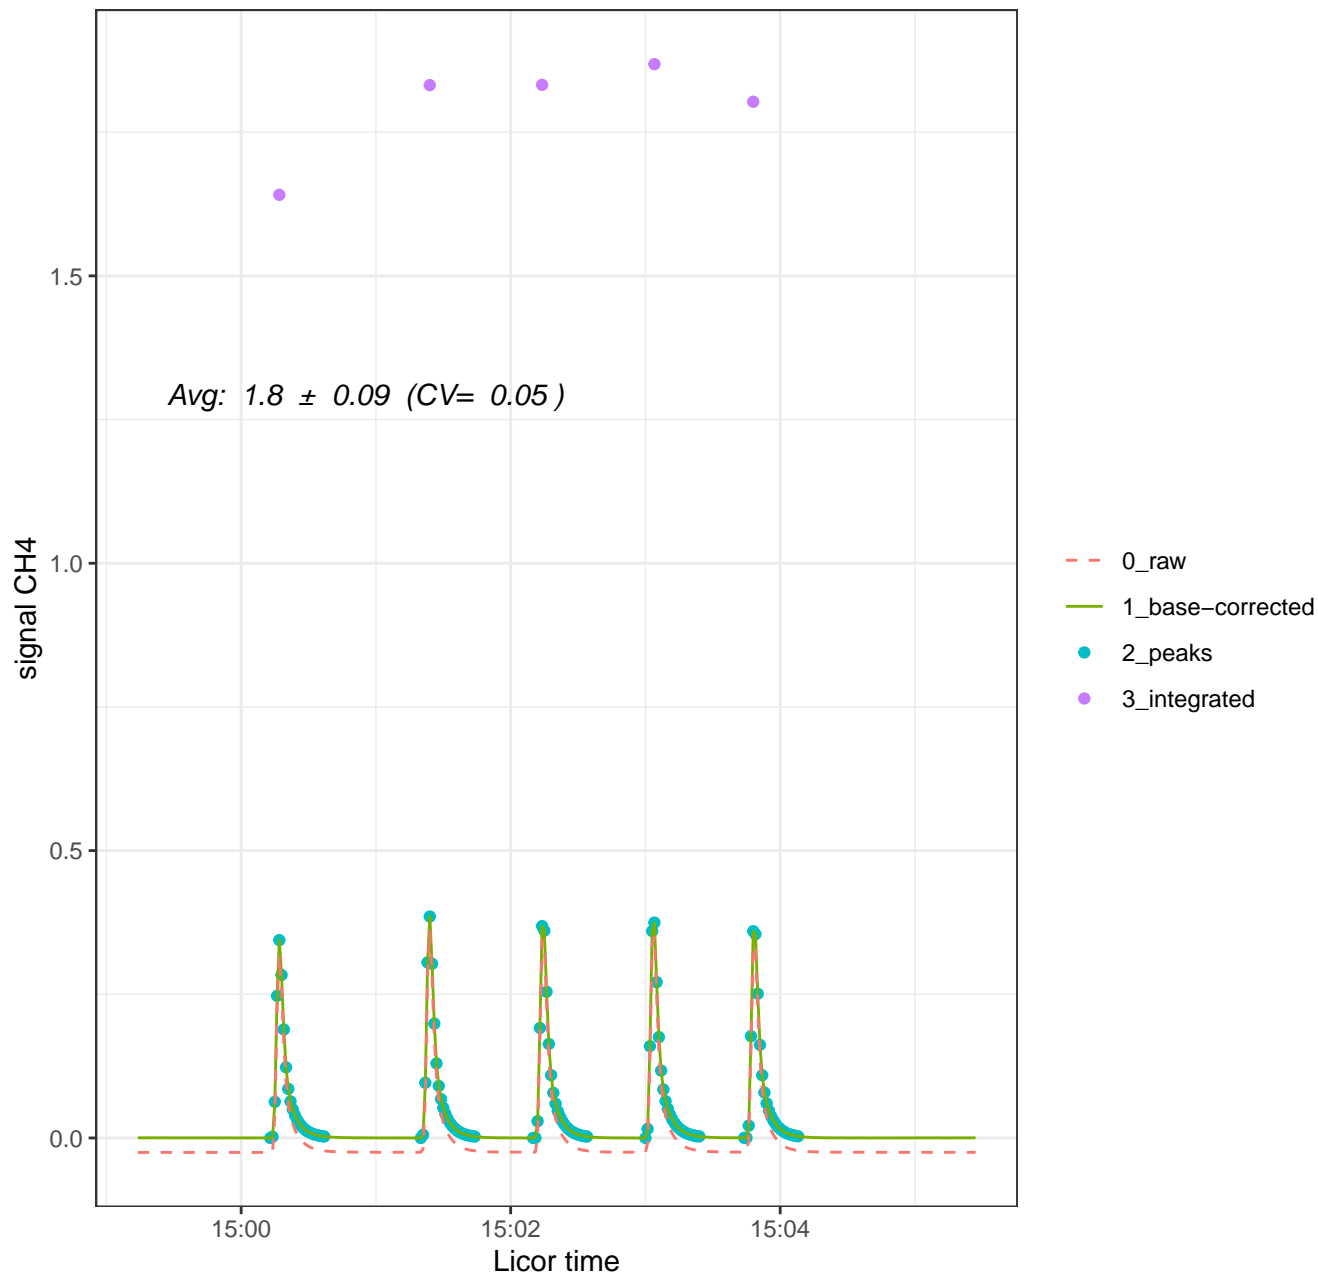 1.5
1.0
0.5
0.0
signal CH4
Avg: 1.8 ± 0.09 (CV= 0.05 )
15:00
15:02
15:04
Licor time
0_raw
1_base−corrected
2_peaks
3_integrated